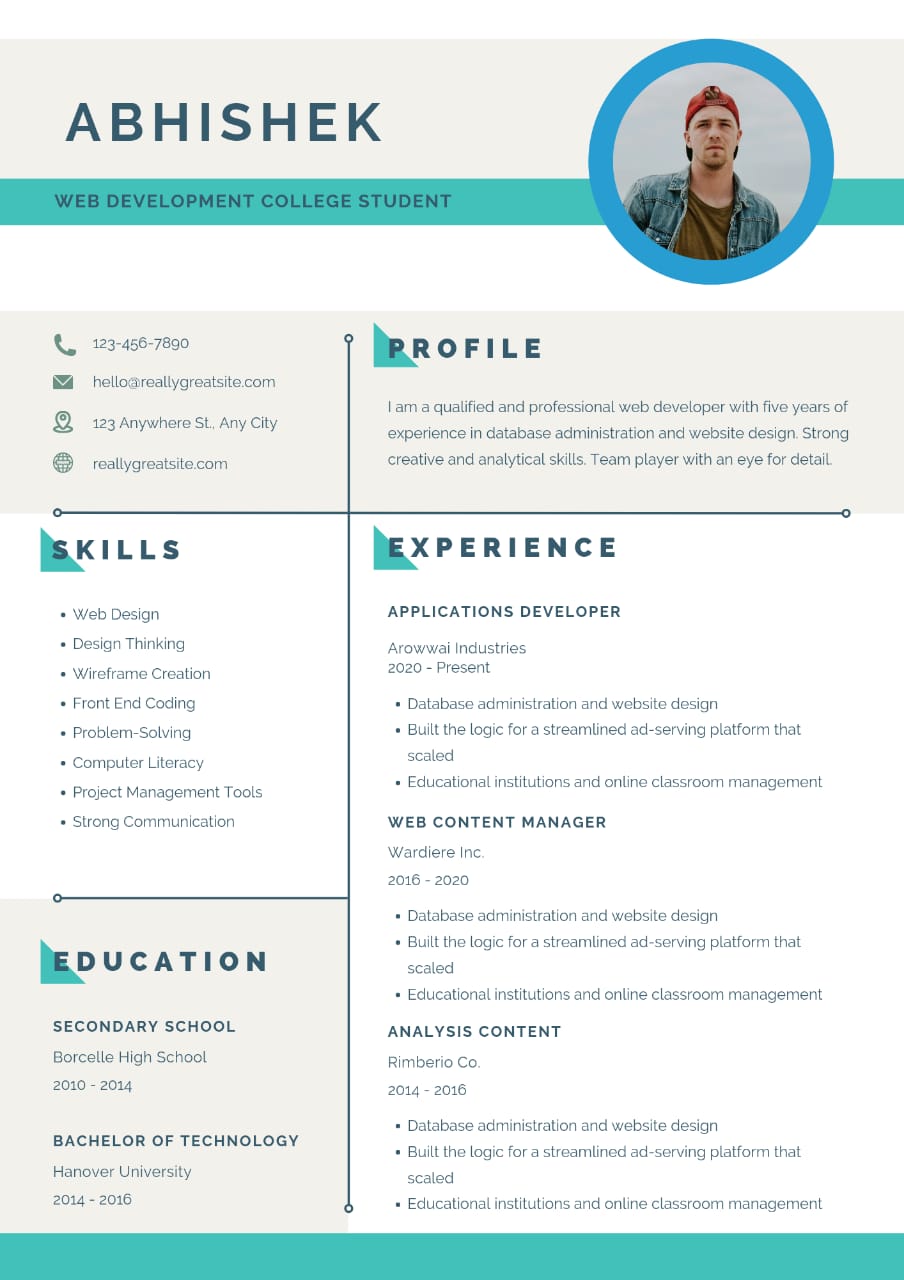 ABHISHEK
WEB DEVELOPMENT COLLEGE STUDENT
123-456-7890
hello@reallygreatsite.com
123 Anywhere St., Any City
reallygreatsite.com
PROFILE
I am a qualified and professional web developer with five years of
experience in database administration and website design. Strong
creative and analytical skills. Team player with an eye for detail.
SKILLS
• Web Design
• Design Thinking
• Wireframe Creation
• Front End Coding
• Problem-Solving
• Computer Literacy
• Project Management Tools
• Strong Communication
EDUCATION
SECONDARY SCHOOL
Borcelle High School
2010 - 2014
BACHELOR OF TECHNOLOGY
Hanover University
2014 - 2016
EXPERIENCE
APPLICATIONS DEVELOPER
Arowwai Industries
2020 - Present
• Database administration and website design
• Built the logic for a streamlined ad-serving platform that
scaled
• Educational institutions and online classroom management
WEB CONTENT MANAGER
Wardiere Inc.
2016 - 2020
• Database administration and website design
• Built the logic for a streamlined ad-serving platform that
scaled
• Educational institutions and online classroom management
ANALYSIS CONTENT
Rimberio Co.
2014 - 2016
• Database administration and website design
• Built the logic for a streamlined ad-serving platform that
scaled
• Educational institutions and online classroom management